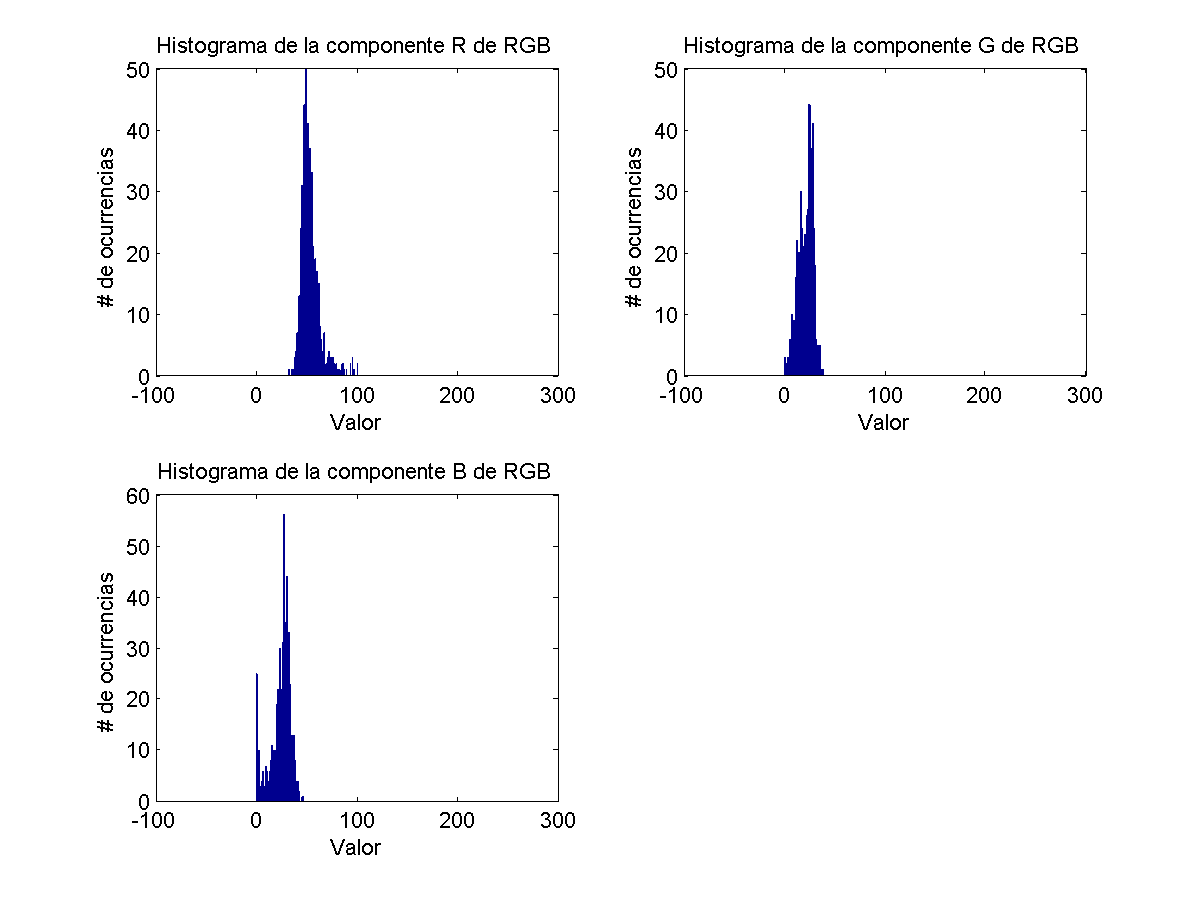 Histograma de la componente R de RGB
50
40
30
20
10
0
# de ocurrencias
-100 0 100 200 300
Valor
Histograma de la componente G de RGB
50
40
30
20
10
0
# de ocurrencias
-100 0 100 200 300
Valor
Histograma de la componente B de RGB
60
50
40
30
20
10
0
# de ocurrencias
-100 0 100 200 300
Valor